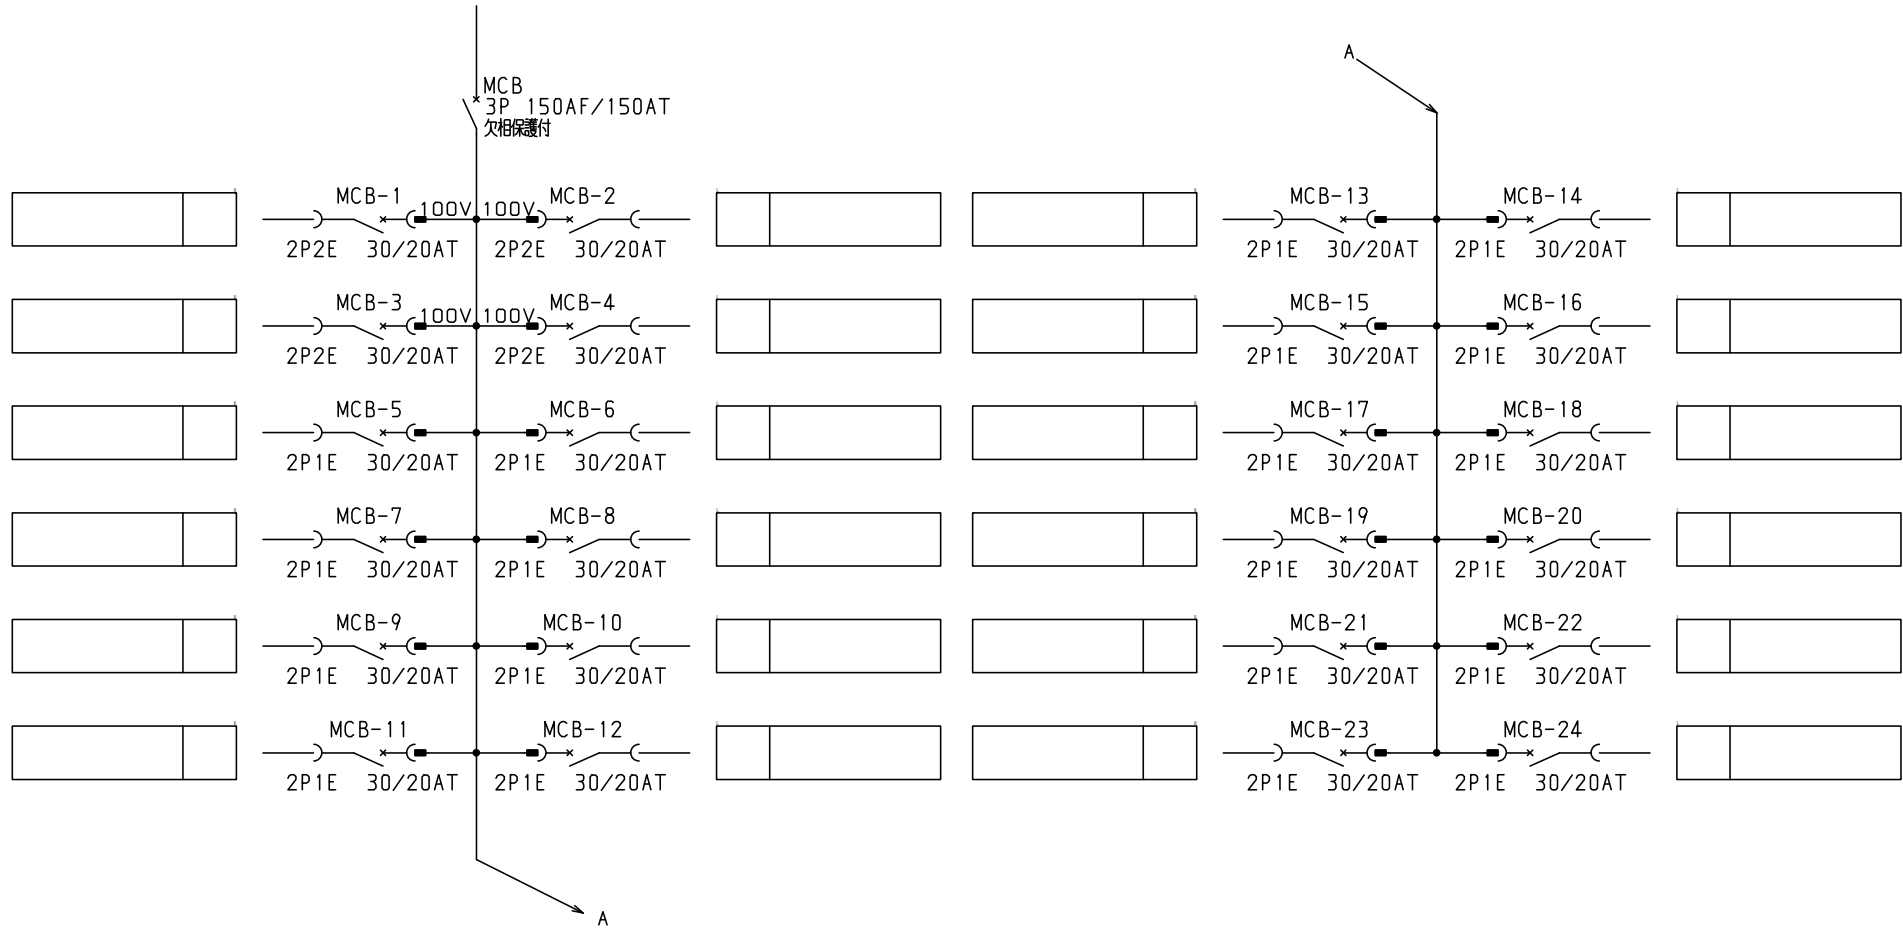 MCB
3P 150AF/150AT
欠相保護付
MCB-1 100V 100V MCB-2
2P2E 30/20AT 2P2E 30/20AT
MCB-3 100V 100V MCB-4
2P2E 30/20AT 2P2E 30/20AT
MCB-5 MCB-6
2P1E 30/20AT 2P1E 30/20AT
MCB-7 MCB-8
2P1E 30/20AT 2P1E 30/20AT
MCB-9 MCB-10
2P1E 30/20AT 2P1E 30/20AT
MCB-11 MCB-12
2P1E 30/20AT 2P1E 30/20AT
A
A
MCB-13 MCB-14
2P1E 30/20AT 2P1E 30/20AT
MCB-15 MCB-16
2P1E 30/20AT 2P1E 30/20AT
MCB-17 MCB-18
2P1E 30/20AT 2P1E 30/20AT
MCB-19 MCB-20
2P1E 30/20AT 2P1E 30/20AT
MCB-21 MCB-22
2P1E 30/20AT 2P1E 30/20AT
MCB-23 MCB-24
2P1E 30/20AT 2P1E 30/20AT